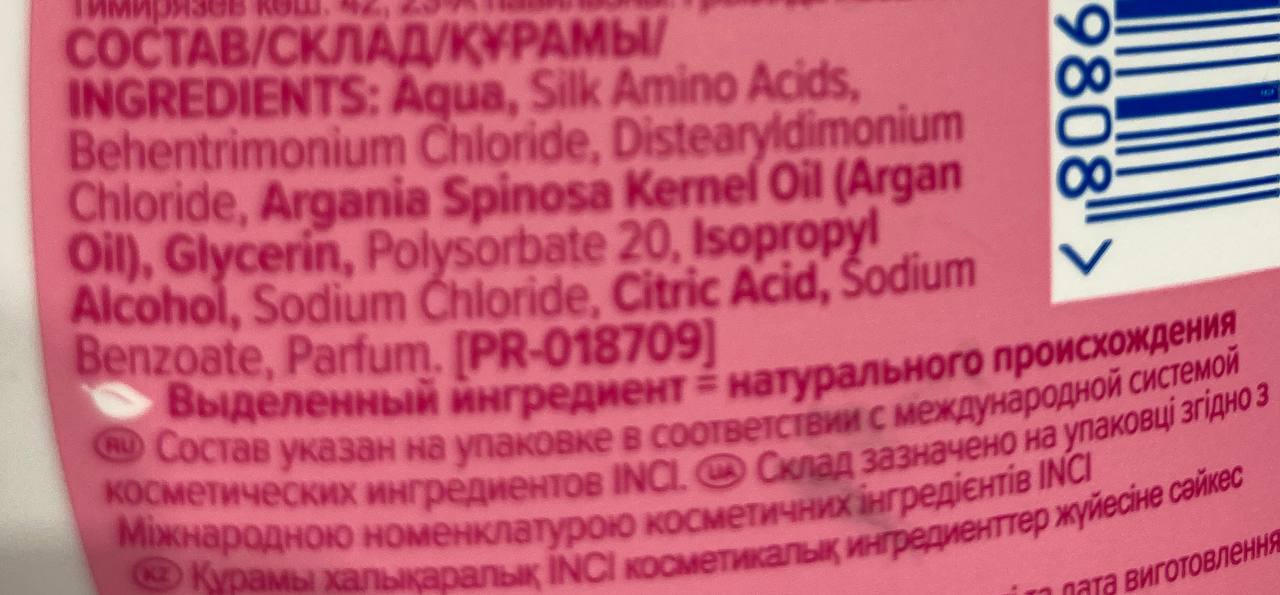 СОСТАВ/СКЛАД/ҚҰРАМЫ/
INGREDIENTS: Aqua, Silk Amino Acids,
Behentrimonium Chloride, Distearyldimonium
Chloride, Argania Spinosa Kernel Oil (Argan
Oil), Glycerin, Polysorbate 20, Isopropyl
Alcohol, Sodium Chloride, Citric Acid, Sodium
Benzoate, Parfum. [PR-018709]
Выделенный ингредиент = натурального происхождения
RU Состав указан на упаковке в соответствии с международной системой
косметических ингредиентов INCI. UA Склад зазначено на упаковці згідно з
Міжнародною номенклатурою косметичних інгредієнтів INCI
KZ Құрамы халықаралық INCI косметикалық ингредиенттер жүйесіне сәйкес
дата виготовлення
98086